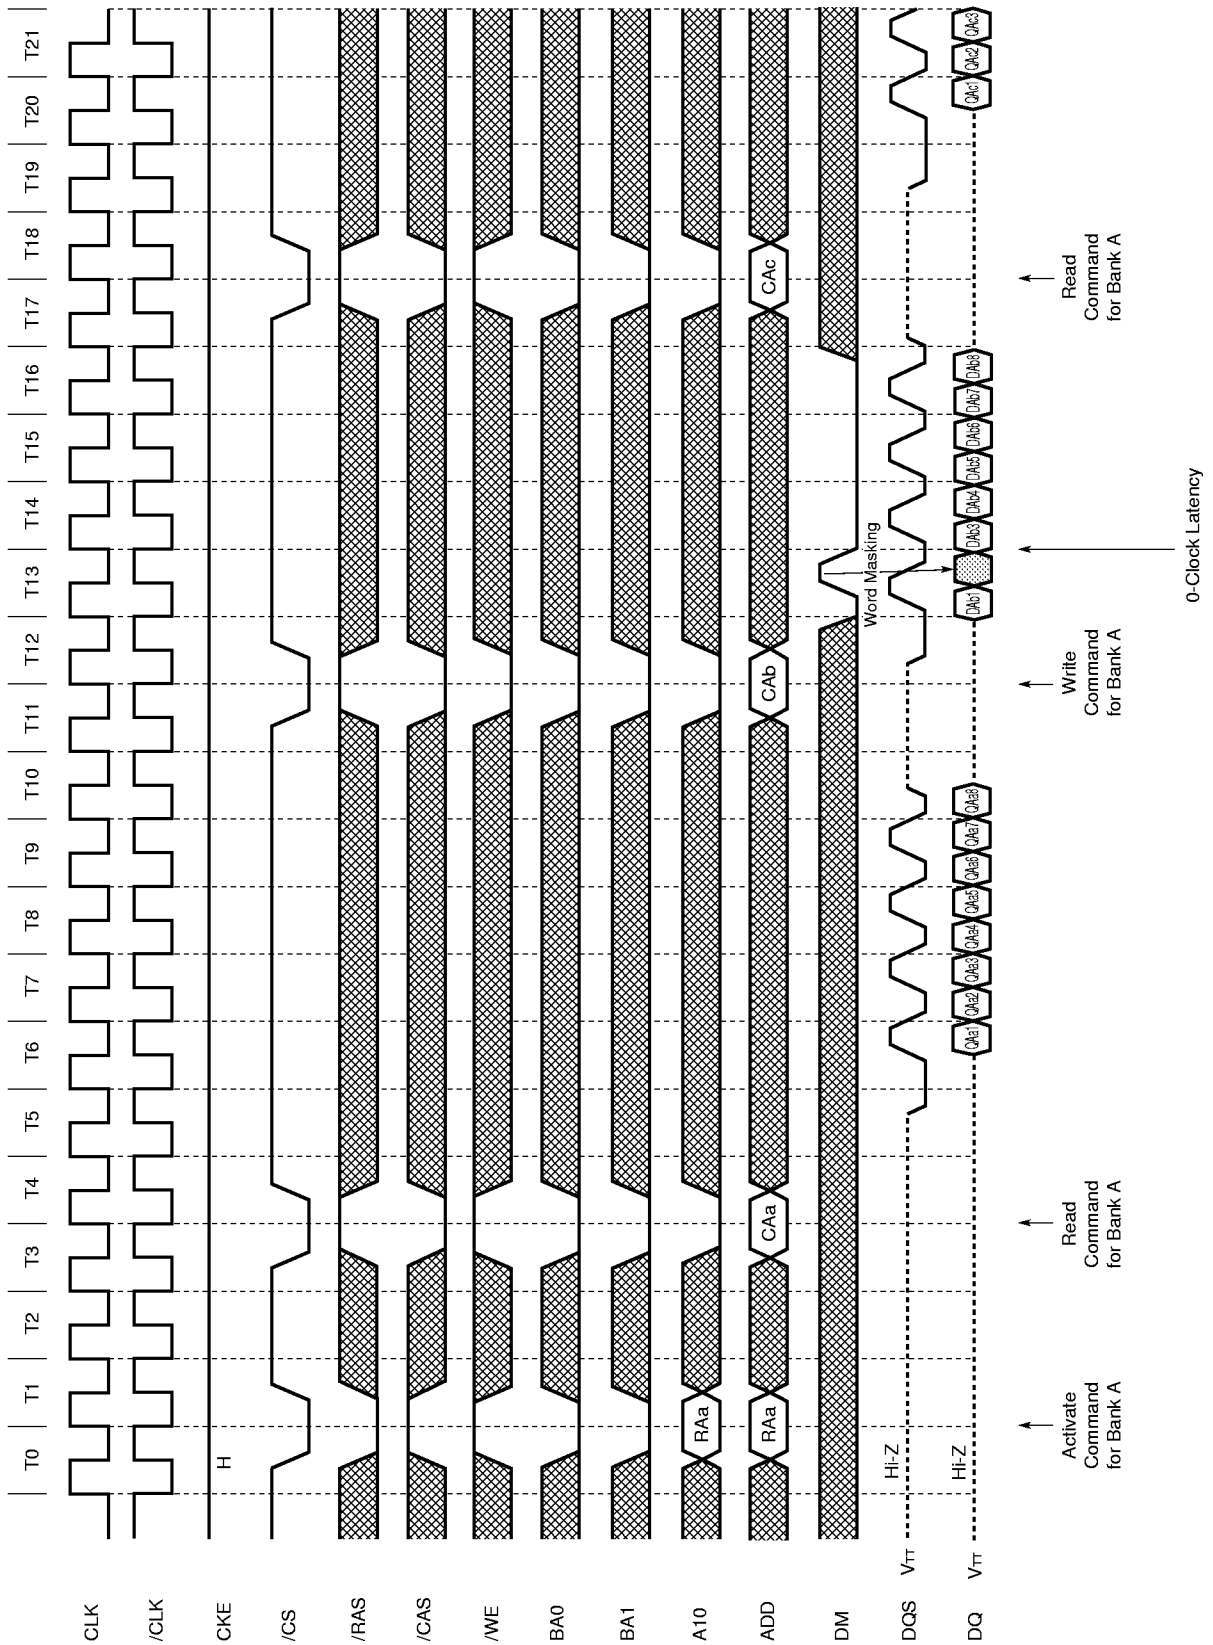 T0 T1 T2 T3 T4 T5 T6 T7 T8 T9 T10 T11 T12 T13 T14 T15 T16 T17 T18 T19 T20 T21
CLK
/CLK
CKE H
/CS
/RAS
/CAS
/WE
BA0
BA1
A10 RAa
ADD RAa CAa CAb CAc
DM
Word Masking
DQS VTT Hi-Z
DQ VTT Hi-Z QAa1 QAa2 QAa3 QAa4 QAa5 QAa6 QAa7 QAa8 DAb1 DAb3 DAb4 DAb5 DAb6 DAb7 DAb8 QAc1 QAc2 QAc3
Activate
Command
for Bank A
Read
Command
for Bank A
Write
Command
for Bank A
Read
Command
for Bank A
0-Clock Latency